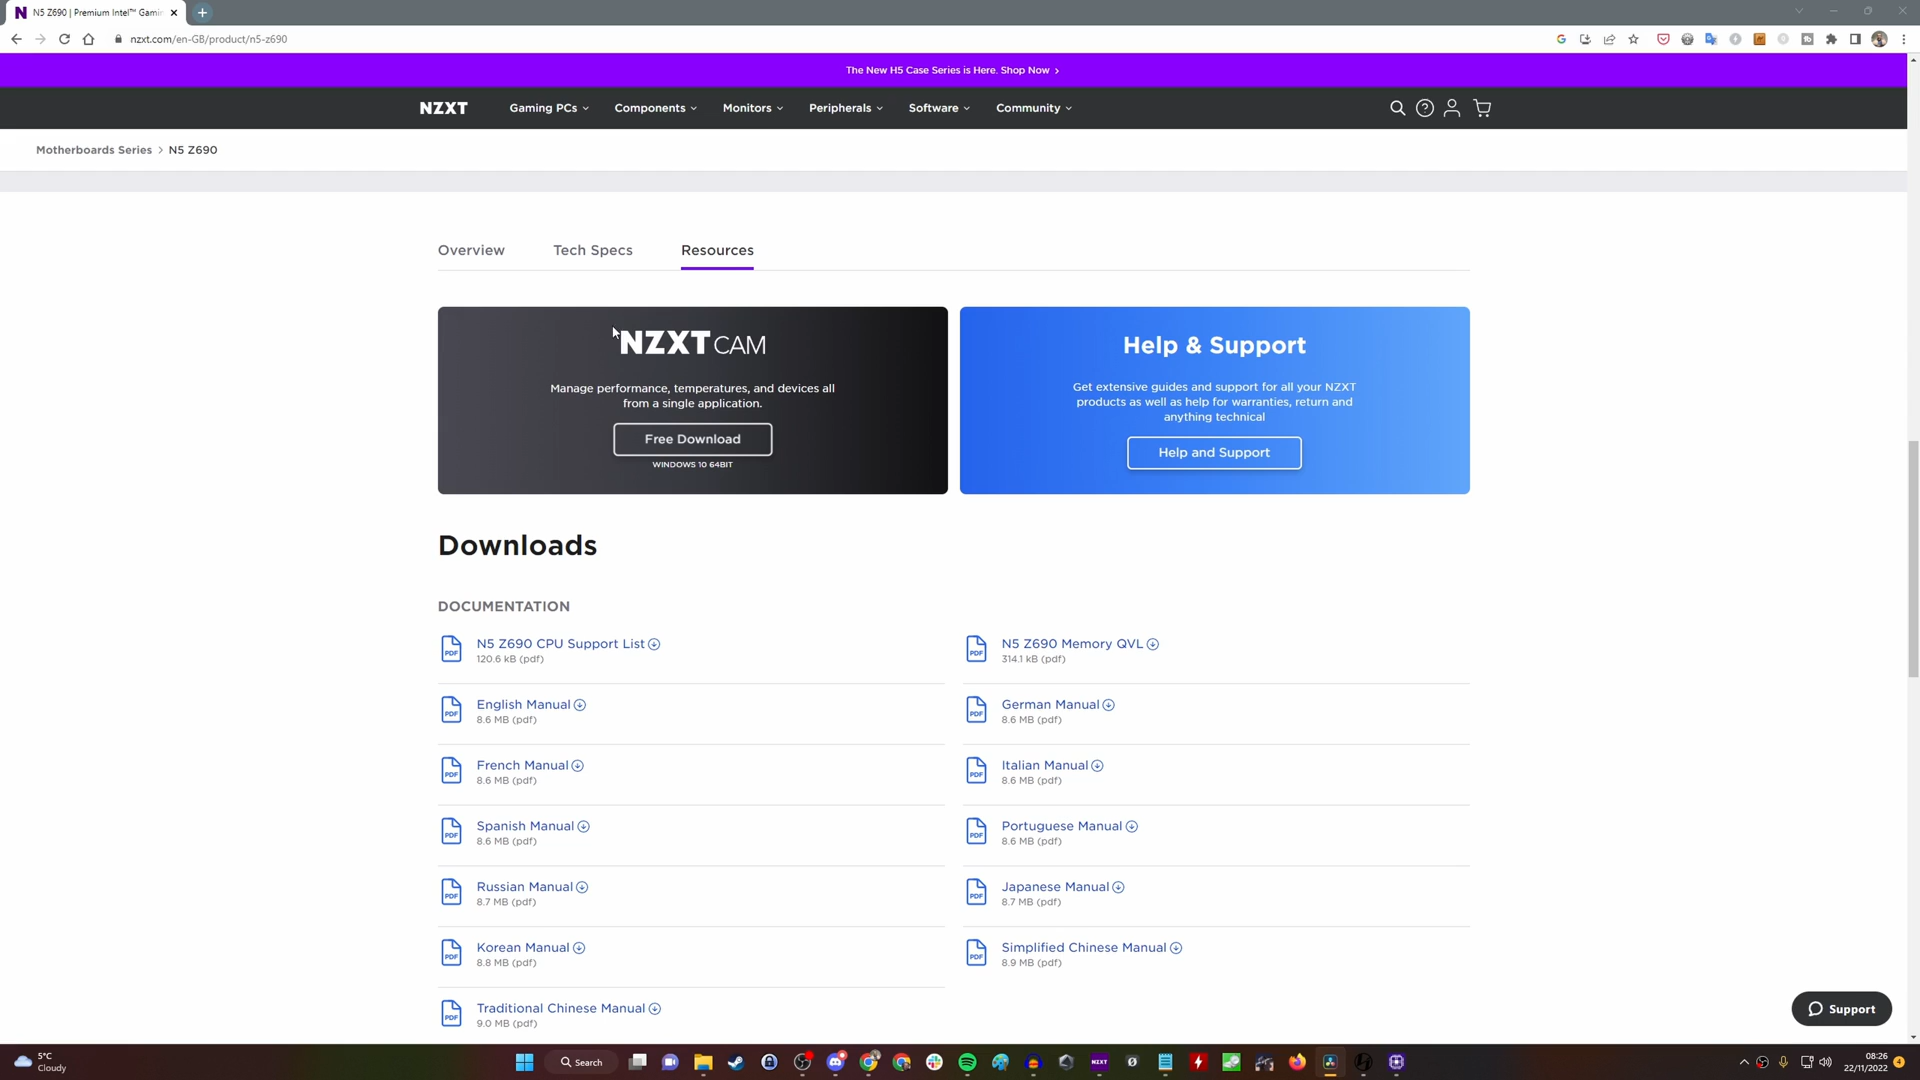 N5 Z690 | Premium Intel™ Gamin
nzxt.com/en-GB/product/n5-z690
The New H5 Case Series is Here. Shop Now
NZXT
Gaming PCs
Components
Monitors
Peripherals
Software
Community
Motherboards Series > N5 Z690
Overview
Tech Specs
Resources
NZXT CAM
Manage performance, temperatures, and devices all
from a single application.
Free Download
WINDOWS 10 64BIT
Help & Support
Get extensive guides and support for all your NZXT
products as well as help for warranties, return and
anything technical
Help and Support
Downloads
DOCUMENTATION
N5 Z690 CPU Support List
120.6 kB (pdf)
N5 Z690 Memory QVL
314.1 kB (pdf)
English Manual
8.6 MB (pdf)
German Manual
8.6 MB (pdf)
French Manual
8.6 MB (pdf)
Italian Manual
8.6 MB (pdf)
Spanish Manual
8.6 MB (pdf)
Portuguese Manual
8.6 MB (pdf)
Russian Manual
8.7 MB (pdf)
Japanese Manual
8.7 MB (pdf)
Korean Manual
8.8 MB (pdf)
Simplified Chinese Manual
8.9 MB (pdf)
Traditional Chinese Manual
9.0 MB (pdf)
Support
5°C
Cloudy
Search
08:26
22/11/2022